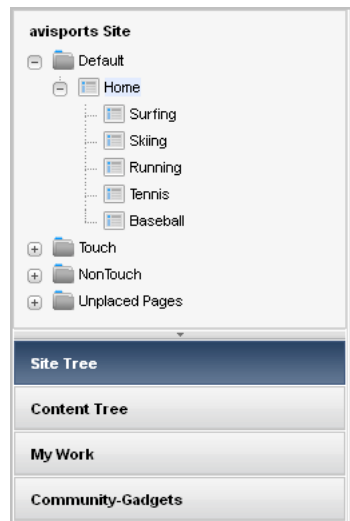 avisports Site
Default
Home
Surfing
Skiing
Running
Tennis
Baseball
Touch
NonTouch
Unplaced Pages
Site Tree
Content Tree
My Work
Community-Gadgets